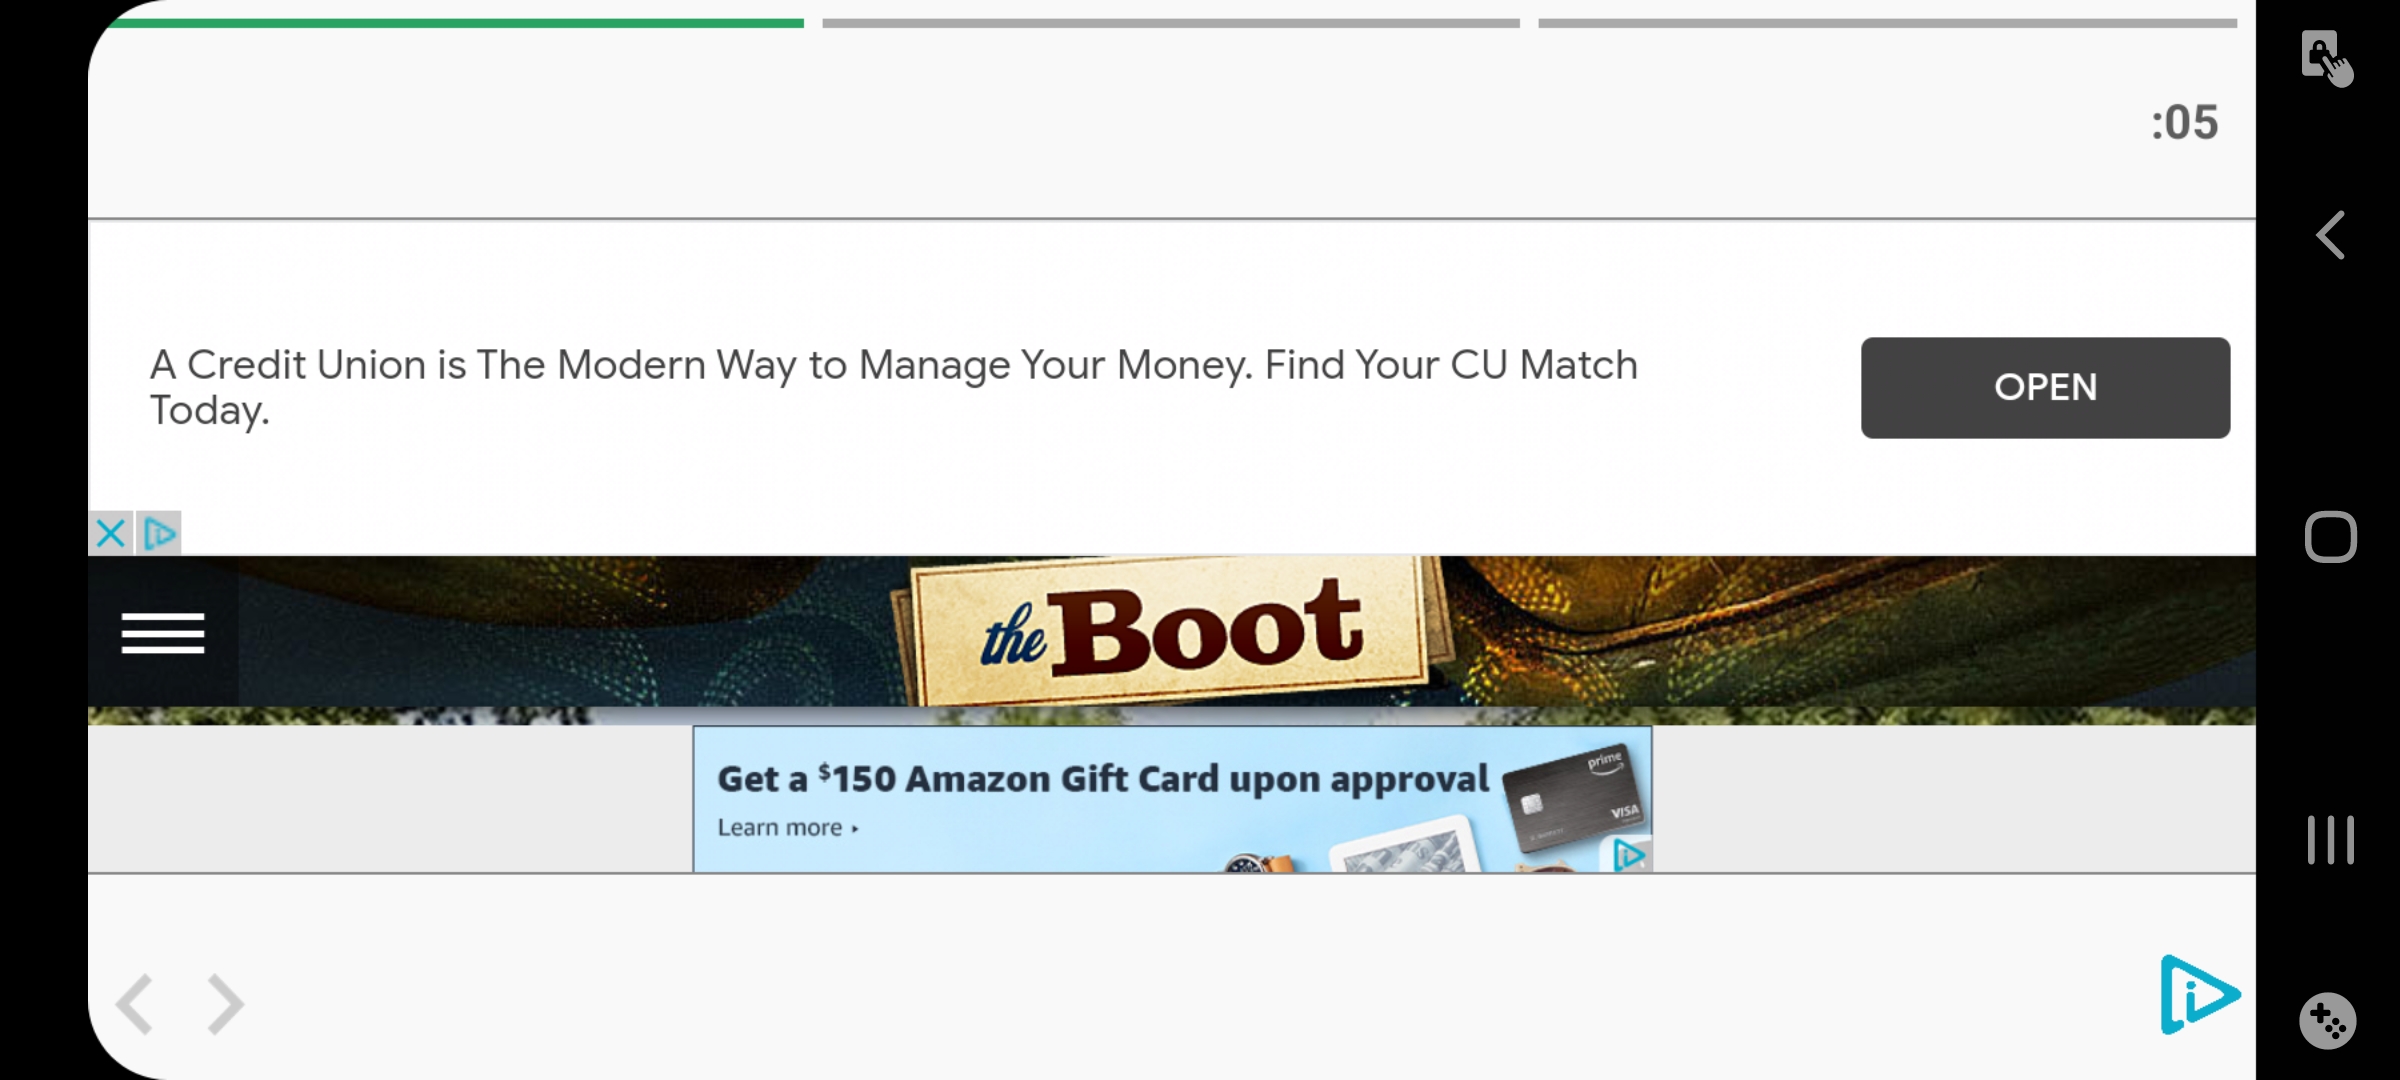 :05
A Credit Union is The Modern Way to Manage Your Money. Find Your CU Match
Today.
OPEN
the Boot
Get a $150 Amazon Gift Card upon approval
Learn more
prime
VISA